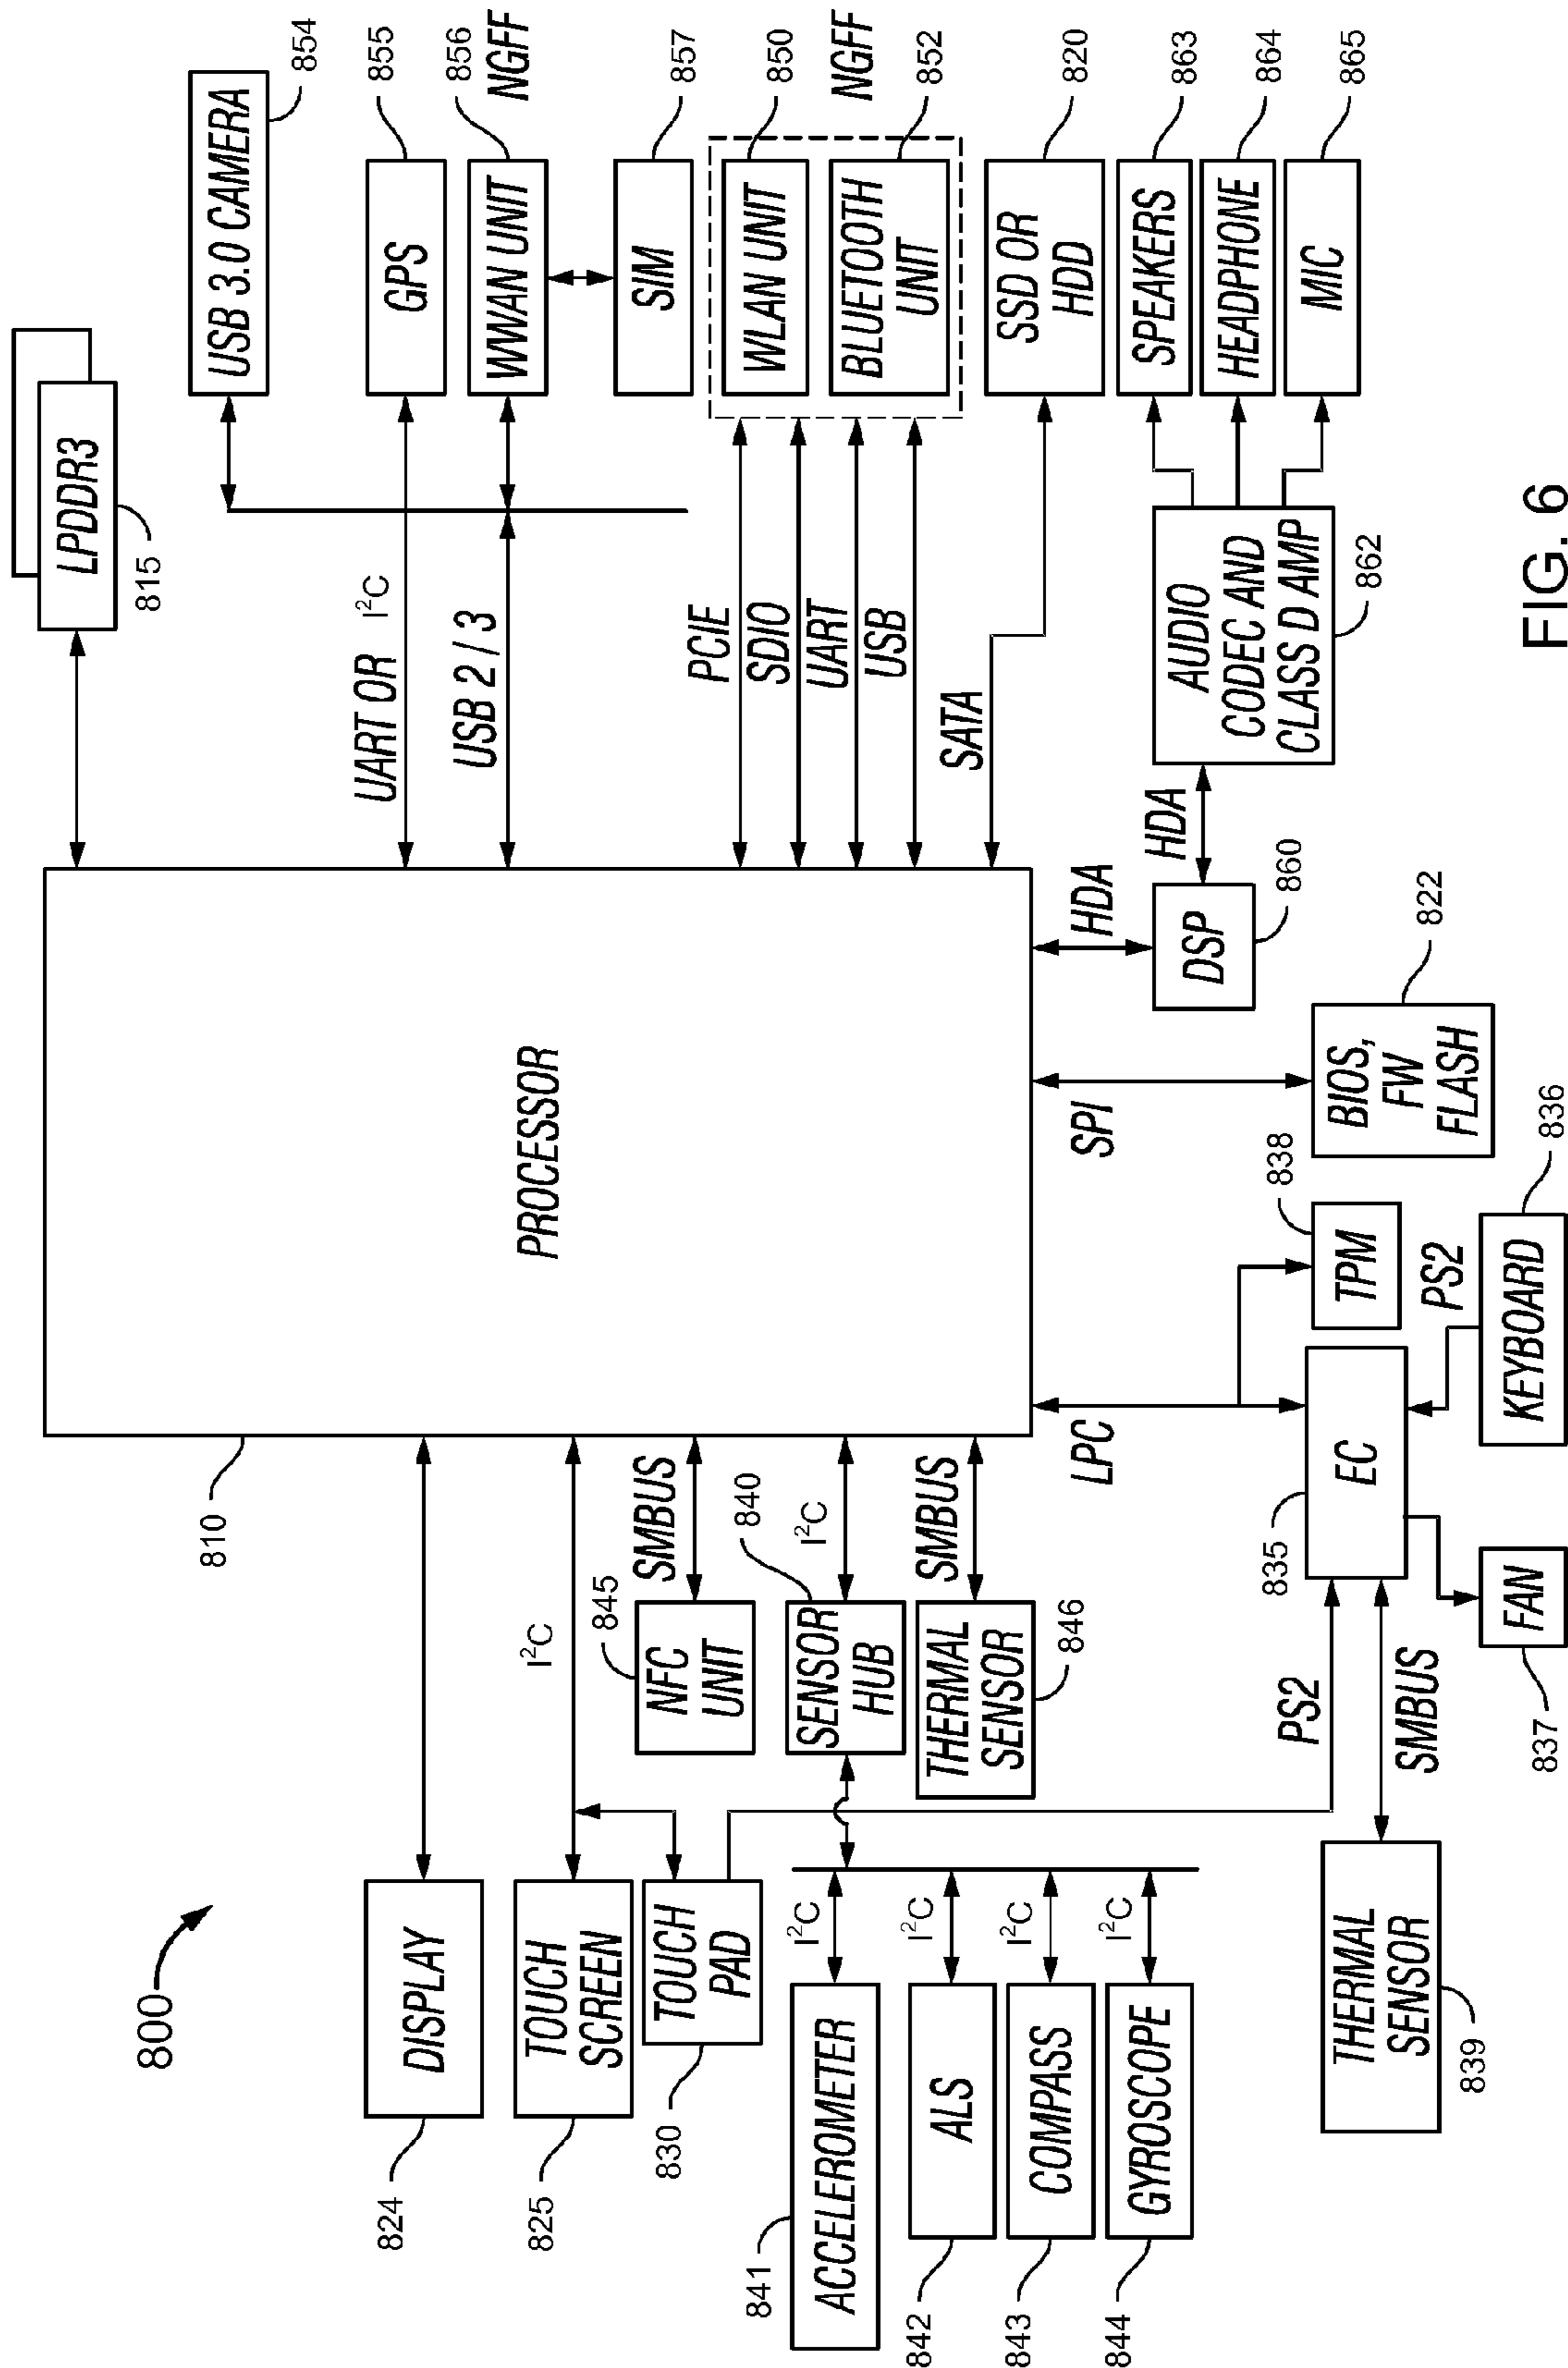 800
810
LPDDR3
815
DISPLAY
824
TOUCH
SCREEN
825
I²C
TOUCH
PAD
830
NFC
UNIT
845
SMBUS
SENSOR
HUB
840
I²C
THERMAL
SENSOR
846
SMBUS
ACCELEROMETER
841
I²C
ALS
842
I²C
COMPASS
843
I²C
GYROSCOPE
844
I²C
PROCESSOR
USB 3.0 CAMERA
854
UART OR I²C
GPS
855
USB 2 / 3
WWAN UNIT
856
NGFF
SIM
857
PCIE
SDIO
UART
USB
WLAN UNIT
850
BLUETOOTH
UNIT
852
NGFF
SATA
SSD OR
HDD
820
SPEAKERS
863
HEADPHONE
864
MIC
865
AUDIO
CODEC AND
CLASS D AMP
862
HDA
HDA
DSP
860
SPI
BIOS,
FW
FLASH
822
LPC
TPM
838
EC
835
PS2
KEYBOARD
836
PS2
SMBUS
THERMAL
SENSOR
839
FAN
837
FIG. 6